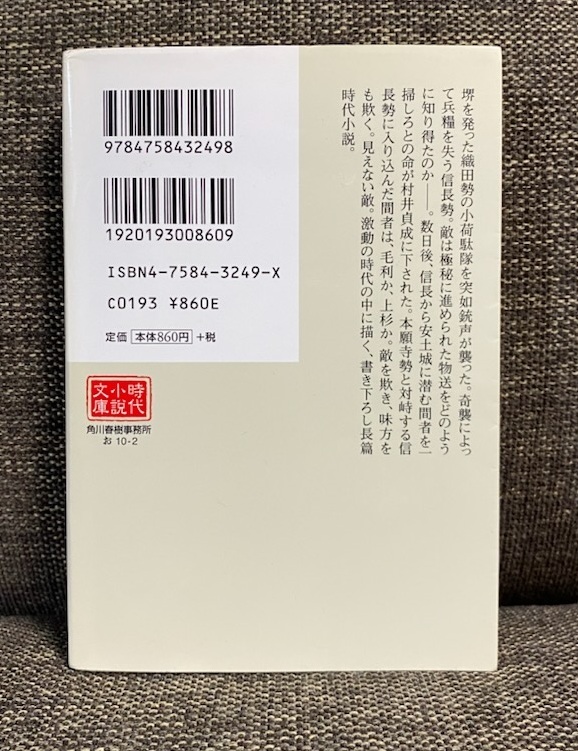 堺を発った織田勢の小荷駄隊を突如銃声が襲った。奇襲によっ
て兵糧を失う信長勢。敵は極秘に進められた物送をどのよう
に知り得たのか――。数日後、信長から安土城に潜む間者を一
掃しろとの命が村井貞成に下された。本願寺勢と対峙する信
長勢に入り込んだ間者は、毛利か、上杉か。敵を欺き、味方を
も欺く。見えない敵。激動の時代の中に描く、書き下ろし長篇
時代小説。
9784758432498
1920193008609
ISBN4-7584-3249-X
C0193 ¥860E
定価 本体860円 +税
時代
小説
文庫
角川春樹事務所
お 10-2